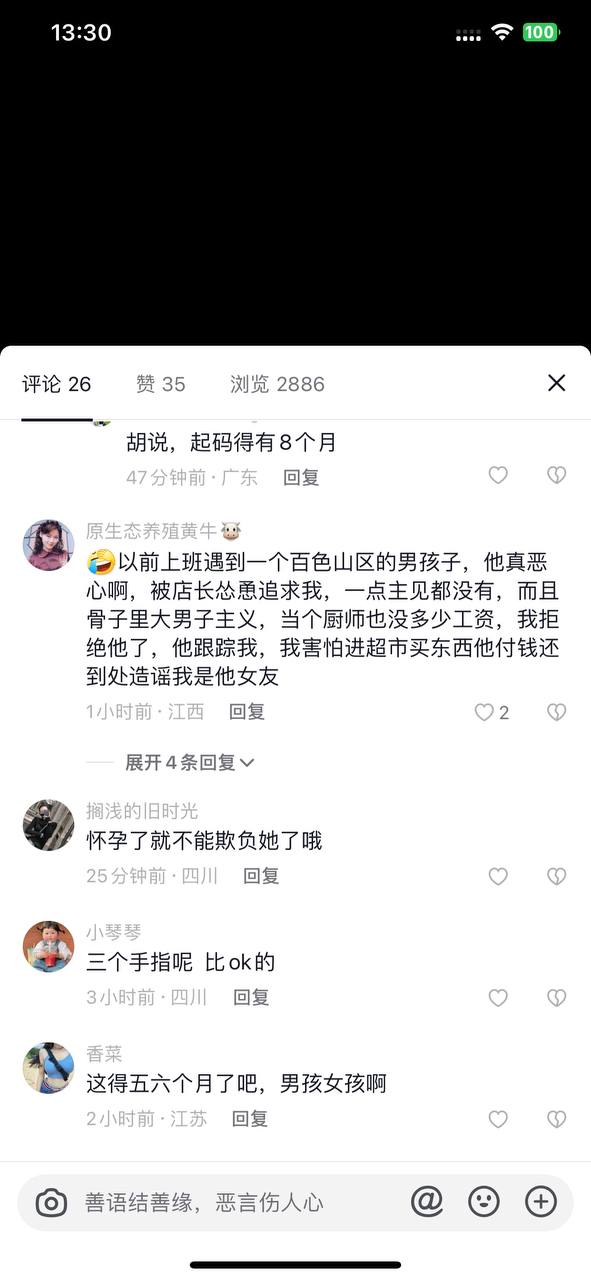 13:30
100
评论 26
赞 35
浏览 2886
胡说，起码得有8个月
47分钟前 · 广东
回复
原生态养殖黄牛🐮
🤣以前上班遇到一个百色山区的男孩子，他真恶
心啊，被店长怂恿追求我，一点主见都没有，而且
骨子里大男子主义，当个厨师也没多少工资，我拒
绝他了，他跟踪我，我害怕进超市买东西他付钱还
到处造谣我是他女友
1小时前 · 江西
回复
2
展开4条回复
搁浅的旧时光
怀孕了就不能欺负她了哦
25分钟前 · 四川
回复
小琴琴
三个手指呢 比ok的
3小时前 · 四川
回复
香菜
这得五六个月了吧，男孩女孩啊
2小时前 · 江苏
回复
善语结善缘，恶言伤人心